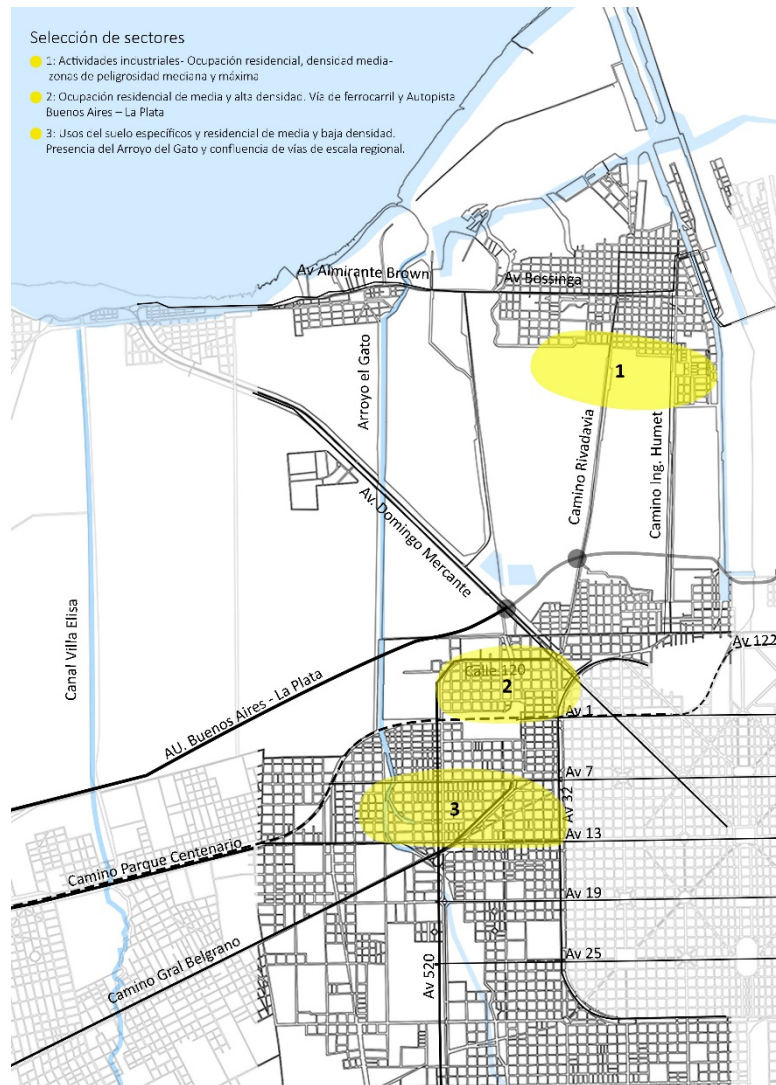 Selección de sectores
1: Actividades industriales- Ocupación residencial, densidad media-
zonas de peligrosidad mediana y máxima
2: Ocupación residencial de media y alta densidad. Vía de ferrocarril y Autopista
Buenos Aires – La Plata
3: Usos del suelo específicos y residencial de media y baja densidad.
Presencia del Arroyo del Gato y confluencia de vías de escala regional.
Av Almirante Brown
Av Bossinga
Arroyo el Gato
1
Camino Rivadavia
Camino Ing. Humet
Av. Domingo Mercante
Canal Villa Elisa
Av 122
Calle 120
2
AU. Buenos Aires - La Plata
Av 1
Av 7
3
Av 32
Av 13
Camino Parque Centenario
Av 19
Camino Gral Belgrano
Av 520
Av 25